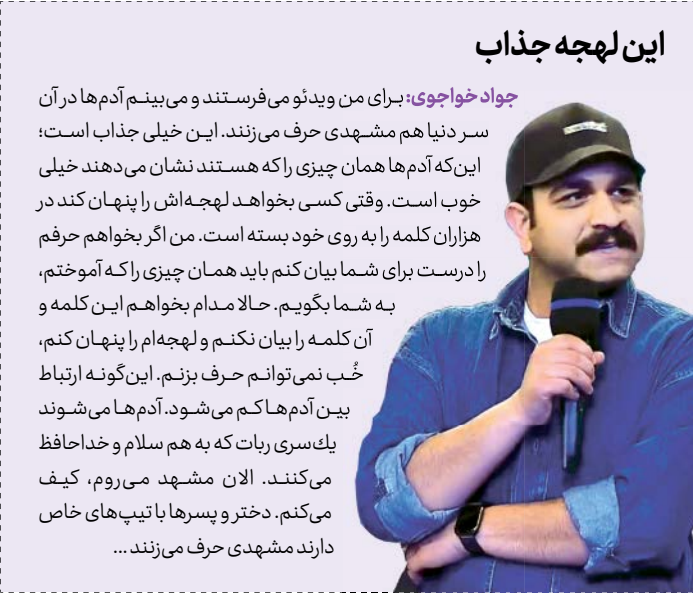 این لهجه جذاب
جواد خواجوی: برای من ویدئو می‌فرستند و می‌بینم آدم‌ها در آن
سر دنیا هم مشهدی حرف می‌زنند. این خیلی جذاب است؛
این‌که آدم‌ها همان چیزی را که هستند نشان می‌دهند خیلی
خوب است. وقتی کسی بخواهد لهجه‌اش را پنهان کند در
هزاران کلمه را به روی خود بسته است. من اگر بخواهم حرفم
را درست برای شما بیان کنم باید همان چیزی را که آموختم،
به شما بگویم. حالا مدام بخواهم این کلمه و
آن کلمه را بیان نکنم و لهجه‌ام را پنهان کنم،
خُب نمی‌توانم حرف بزنم. این‌گونه ارتباط
بین آدم‌ها کم می‌شود. آدم‌ها می‌شوند
یك‌سری ربات که به هم سلام و خداحافظ
می‌کنند. الان مشهد می‌روم، کیف
می‌کنم. دختر و پسرها با تیپ‌های خاص
دارند مشهدی حرف می‌زنند ...